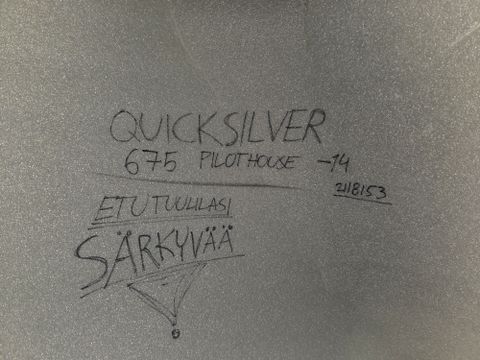 QUICKSILVER
675 PILOTHOUSE -14
2118153
ETUTUULILASI
SÄRKYVÄÄ